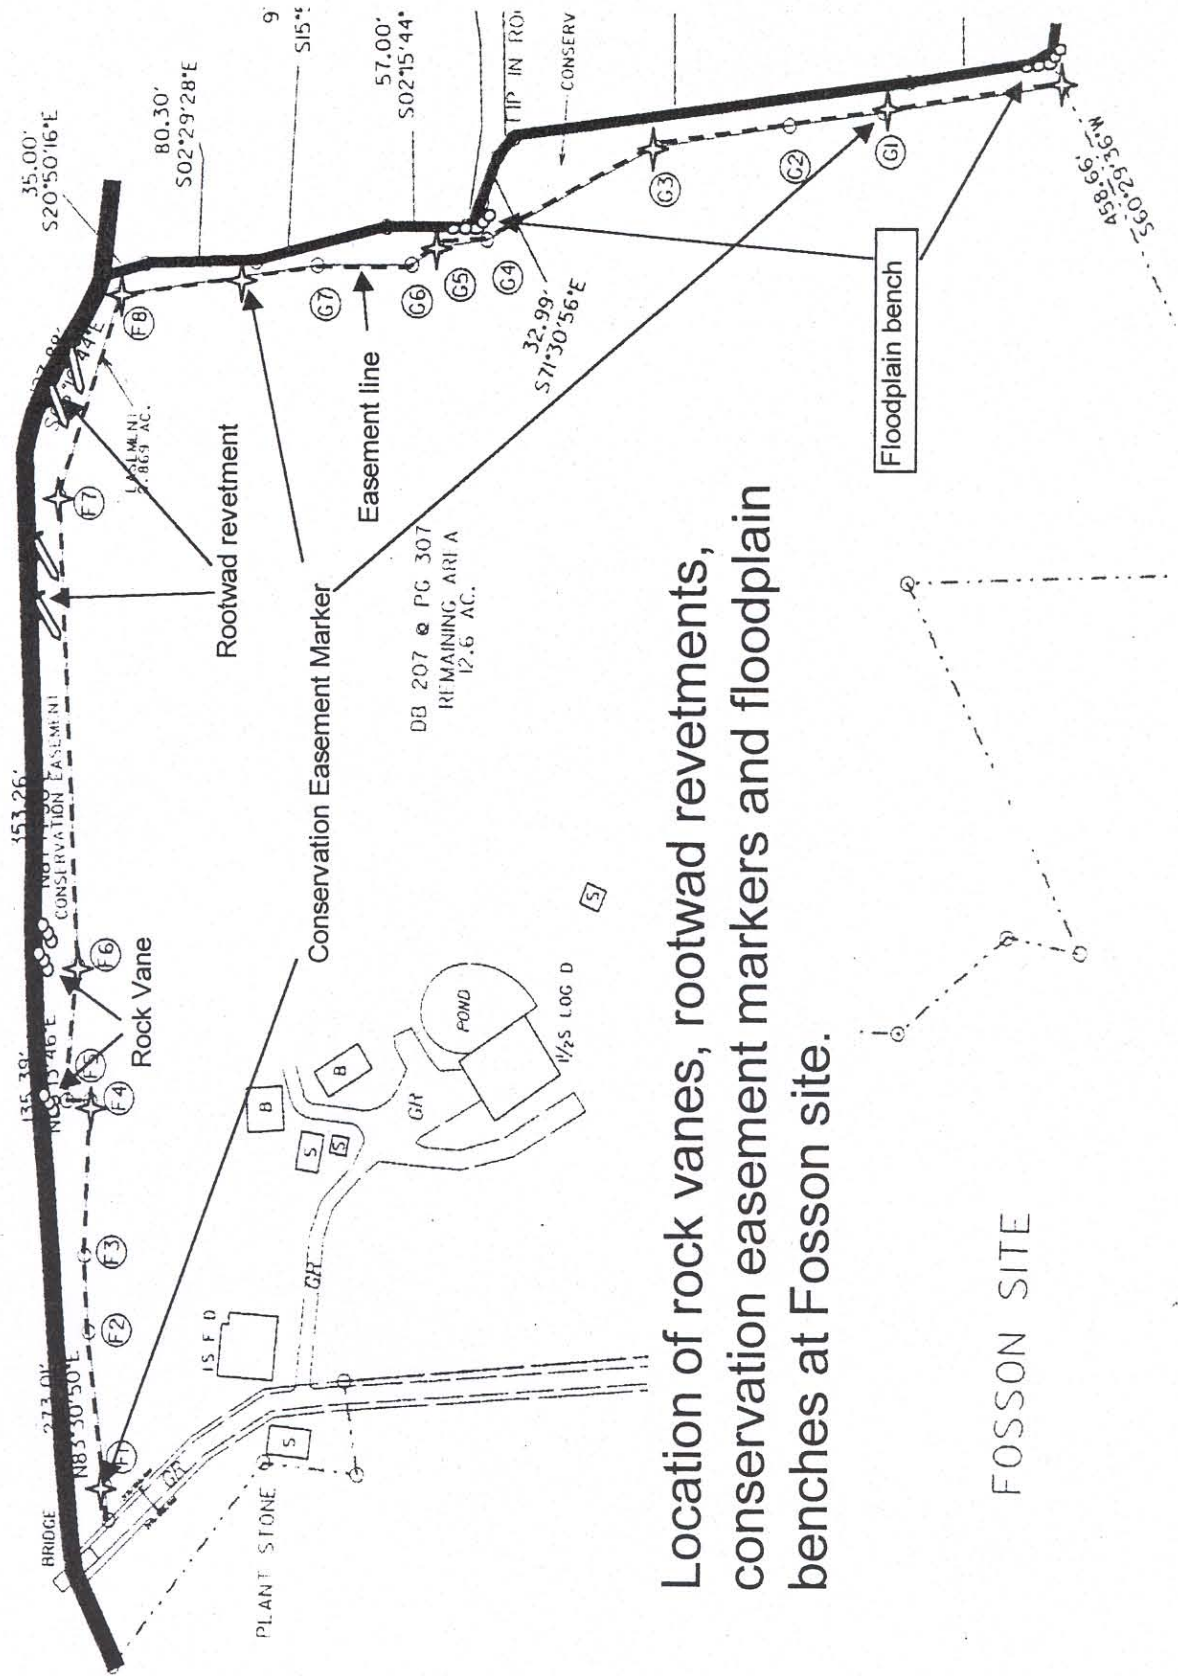 BRIDGE
273.01'
N83°30'50"E
F1
F2
F3
F4
F5
F6
Rock Vane
353.26'
CONSERVATION EASEMENT
Rootwad revetment
F7
F8
35.00'
S20°50'16"E
80.30'
S02°29'28"E
57.00'
S02°15'44"
CONSERV
G7
G6
G5
G4
G3
G2
G1
32.99'
S71°30'56"E
Easement line
Conservation Easement Marker
Floodplain bench
458.66'
S60°29'36"W
DB 207 @ PG 307
REMAINING AREA
12.6 AC.
GR
GR
GR
PLANT STONE
S
1S F D
B
B
S
S
S
POND
1½S LOG D
Location of rock vanes, rootwad revetments,
conservation easement markers and floodplain
benches at Fosson site.
FOSSON SITE